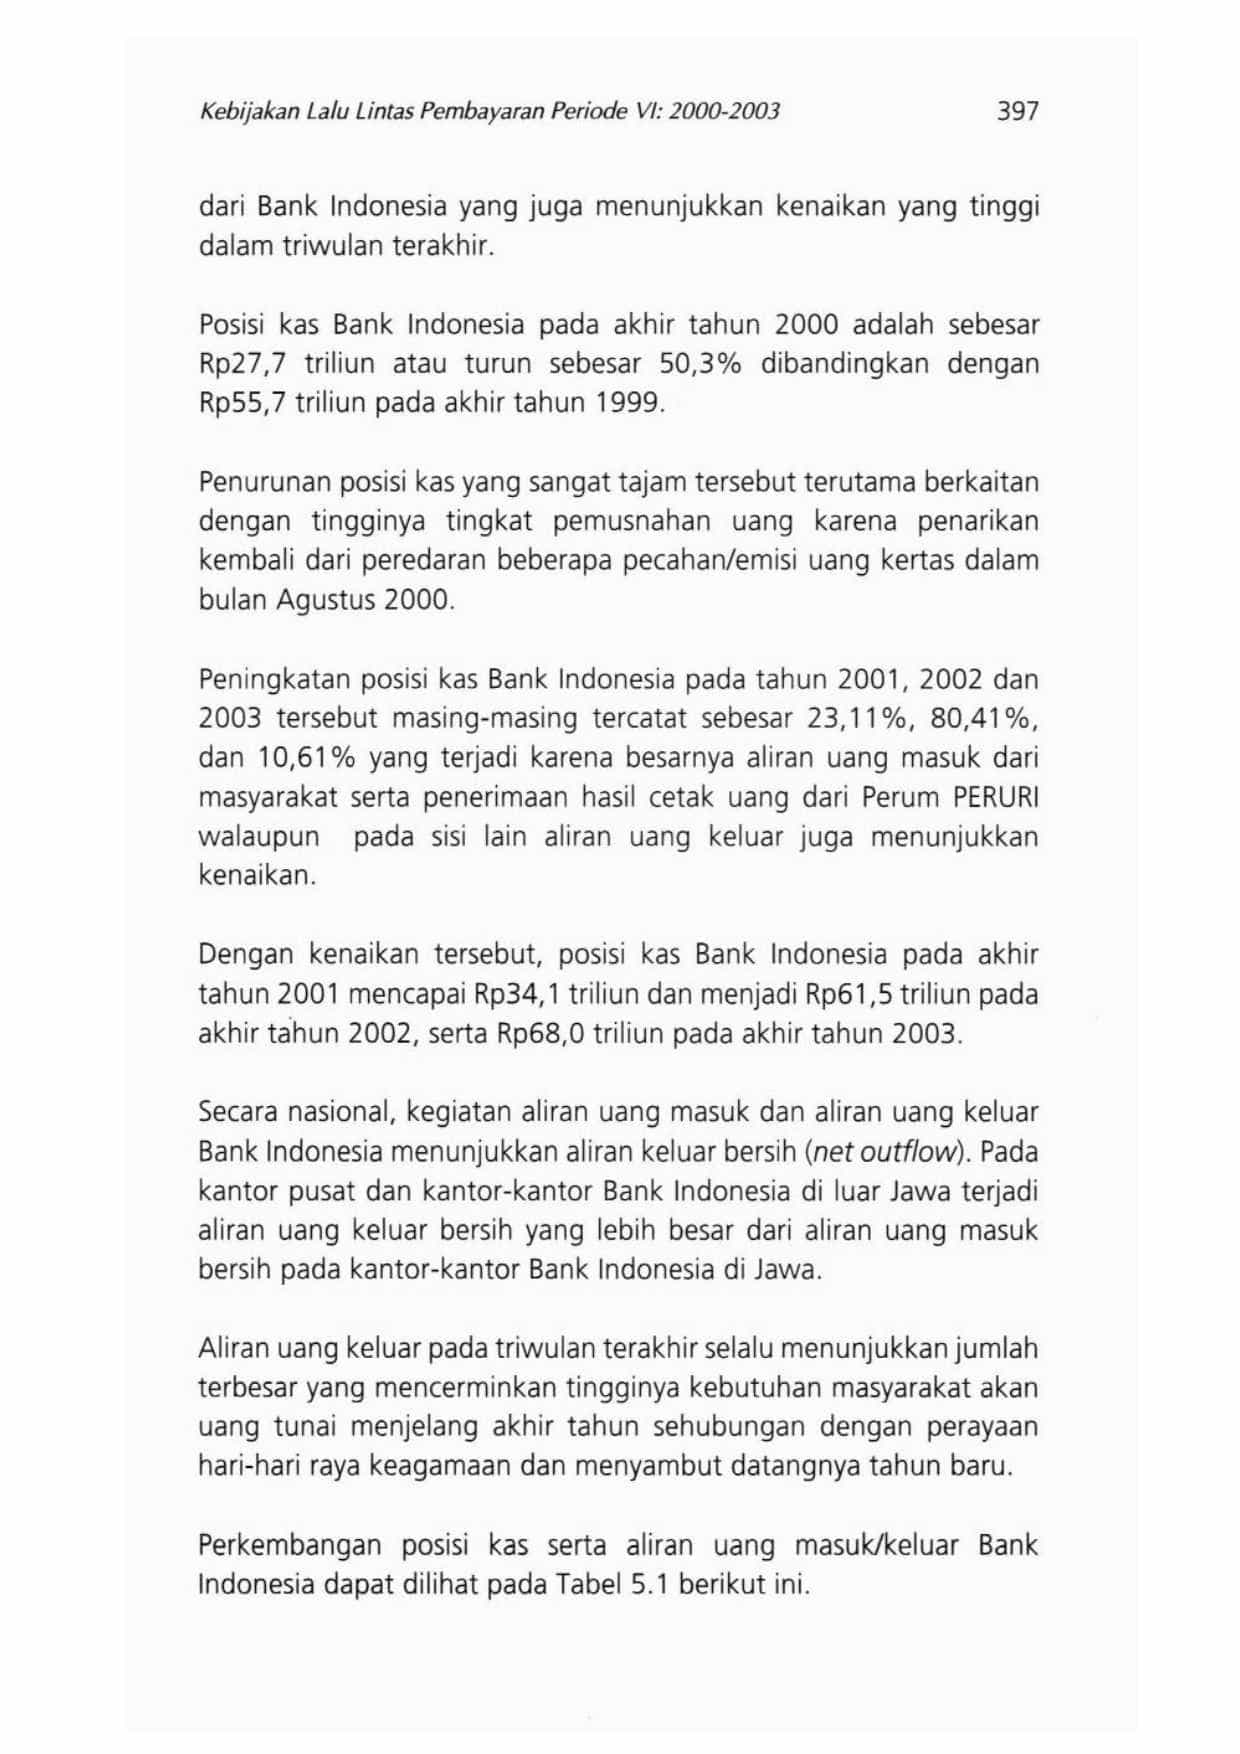 Kebijakan Lalu Lintas Pembayaran Periode VI: 2000-2003 397
dari Bank Indonesia yang juga menunjukkan kenaikan yang tinggi
dalam triwulan terakhir.
Posisi kas Bank Indonesia pada akhir tahun 2000 adalah sebesar
Rp27,7 triliun atau turun sebesar 50,3% dibandingkan dengan
Rp55,7 triliun pada akhir tahun 1999.
Penurunan posisi kas yang sangat tajam tersebut terutama berkaitan
dengan tingginya tingkat pemusnahan uang karena penarikan
kembali dari peredaran beberapa pecahan/emisi uang kertas dalam
bulan Agustus 2000.
Peningkatan posisi kas Bank Indonesia pada tahun 2001, 2002 dan
2003 tersebut masing-masing tercatat sebesar 23,11%, 80,41%,
dan 10,61% yang terjadi karena besarnya aliran uang masuk dari
masyarakat serta penerimaan hasil cetak uang dari Perum PERURI
walaupun pada sisi lain aliran uang keluar juga menunjukkan
kenaikan.
Dengan kenaikan tersebut, posisi kas Bank Indonesia pada akhir
tahun 2001 mencapai Rp34,1 triliun dan menjadi Rp61,5 triliun pada
akhir tahun 2002, serta Rp68,0 triliun pada akhir tahun 2003.
Secara nasional, kegiatan aliran uang masuk dan aliran uang keluar
Bank Indonesia menunjukkan aliran keluar bersih (net outflow). Pada
kantor pusat dan kantor-kantor Bank Indonesia di luar Jawa terjadi
aliran uang keluar bersih yang lebih besar dari aliran uang masuk
bersih pada kantor-kantor Bank Indonesia di Jawa.
Aliran uang keluar pada triwulan terakhir selalu menunjukkan jumlah
terbesar yang mencerminkan tingginya kebutuhan masyarakat akan
uang tunai menjelang akhir tahun sehubungan dengan perayaan
hari-hari raya keagamaan dan menyambut datangnya tahun baru.
Perkembangan posisi kas serta aliran uang masuk/keluar Bank
Indonesia dapat dilihat pada Tabel 5.1 berikut ini.